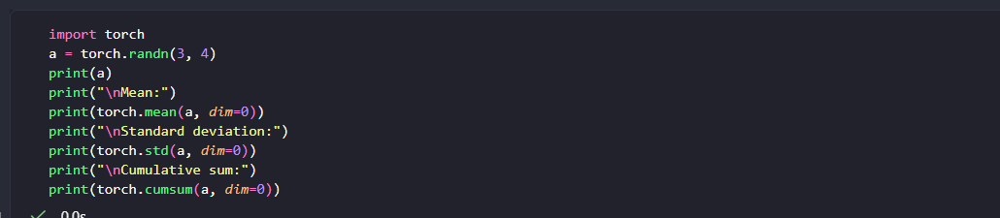 import torch
a = torch.randn(3, 4)
print(a)
print("\nMean:")
print(torch.mean(a, dim=0))
print("\nStandard deviation:")
print(torch.std(a, dim=0))
print("\nCumulative sum:")
print(torch.cumsum(a, dim=0))
0.0s